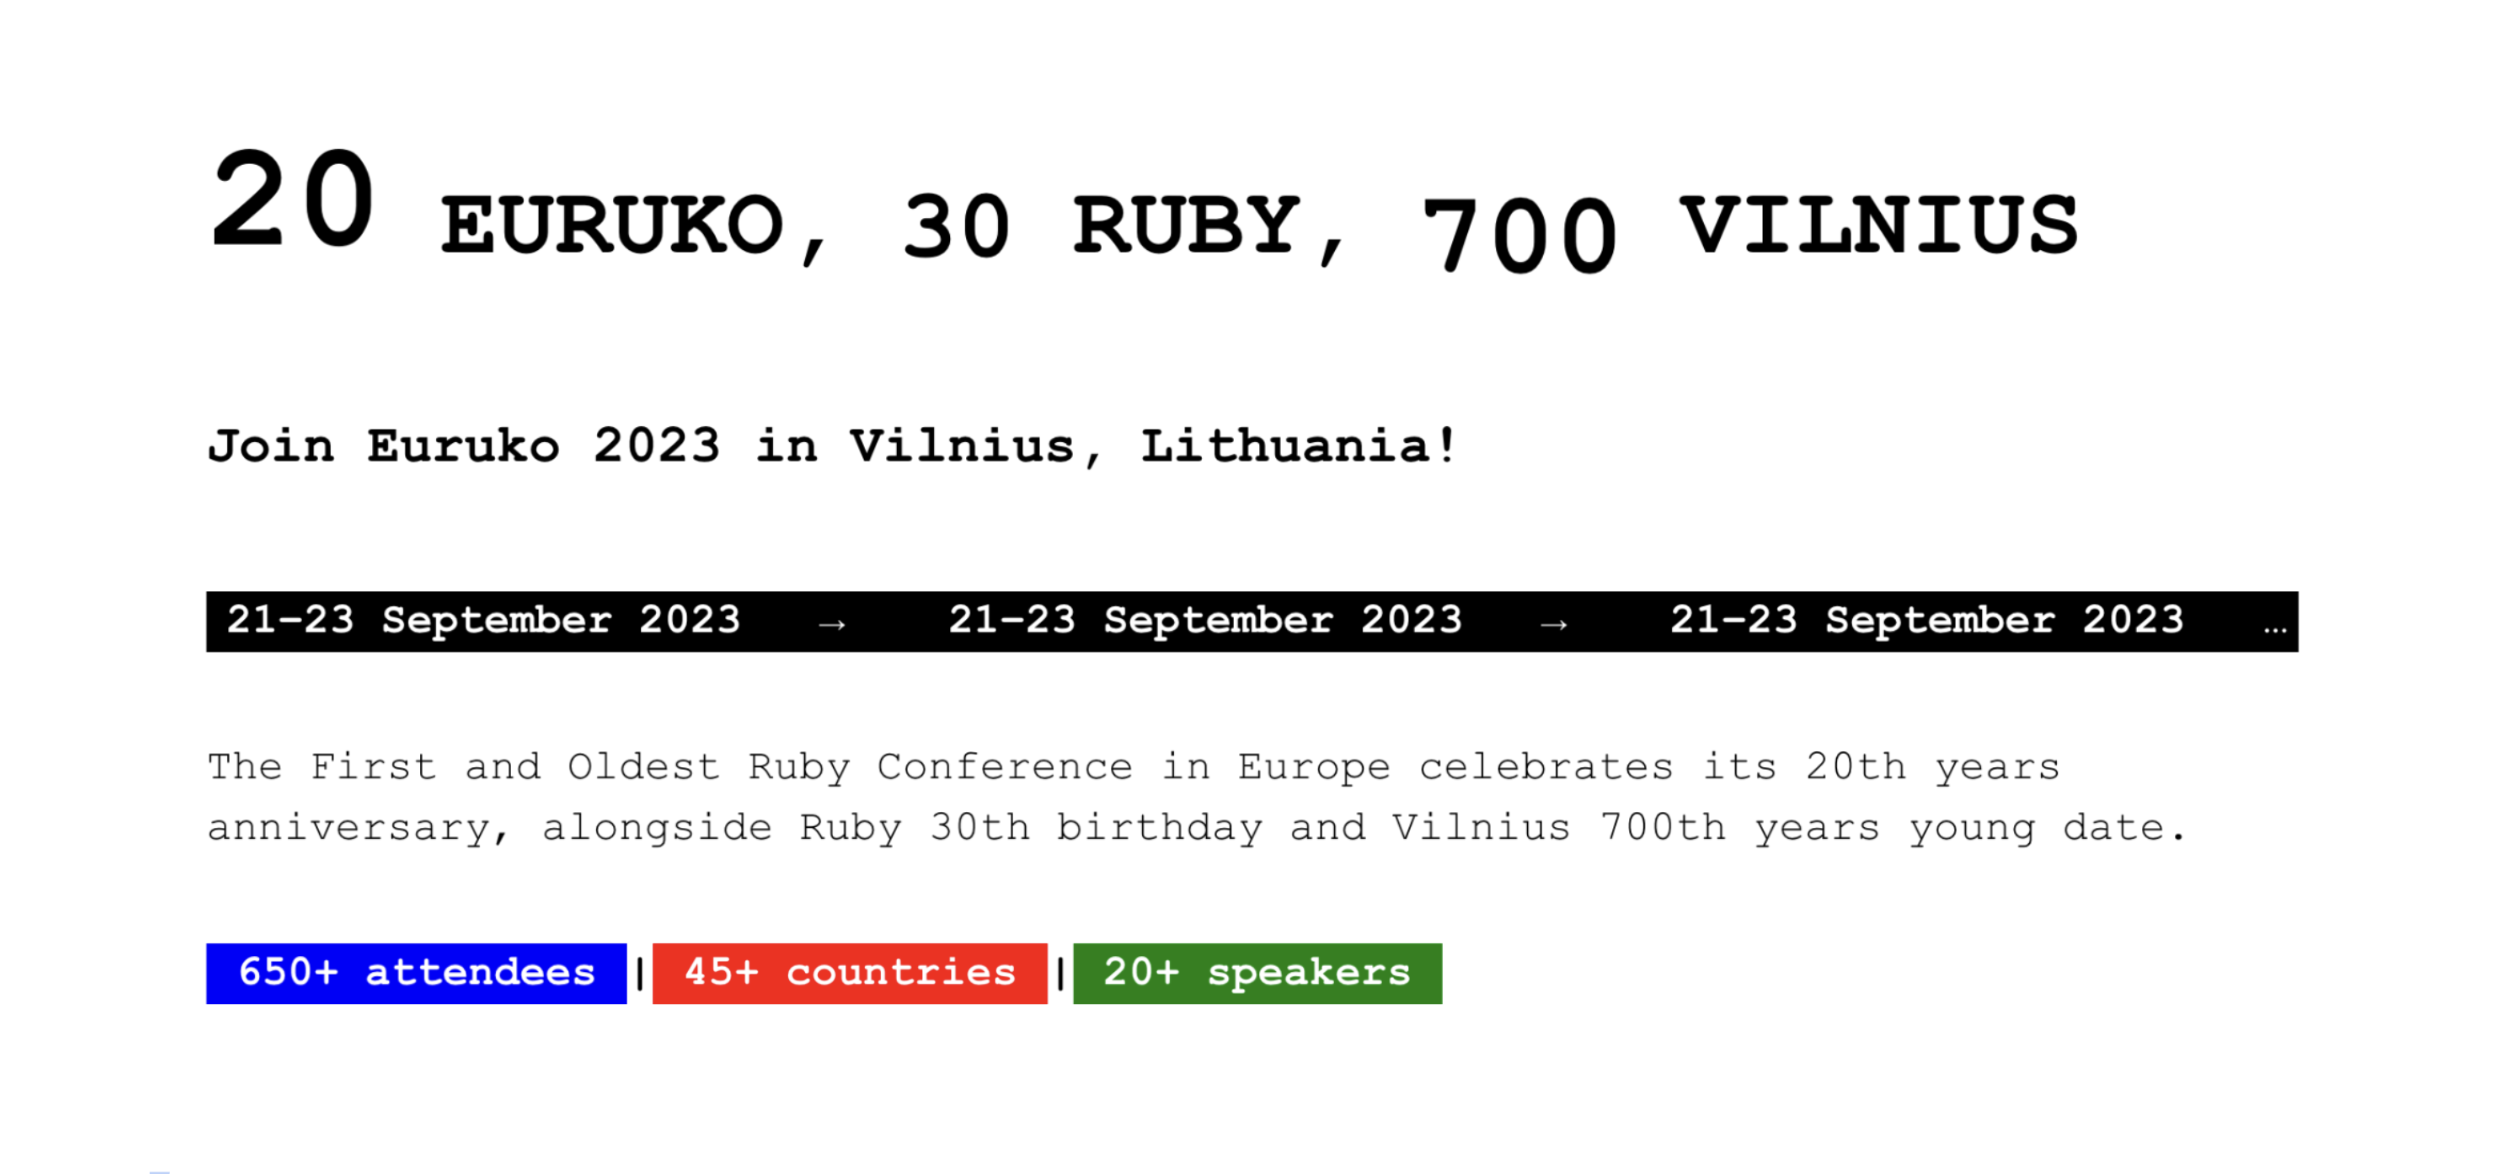 20 EURUKO, 30 RUBY, 700 VILNIUS
Join Euruko 2023 in Vilnius, Lithuania!
21–23 September 2023 → 21–23 September 2023 → 21–23 September 2023 …
The First and Oldest Ruby Conference in Europe celebrates its 20th years
anniversary, alongside Ruby 30th birthday and Vilnius 700th years young date.
650+ attendees | 45+ countries | 20+ speakers